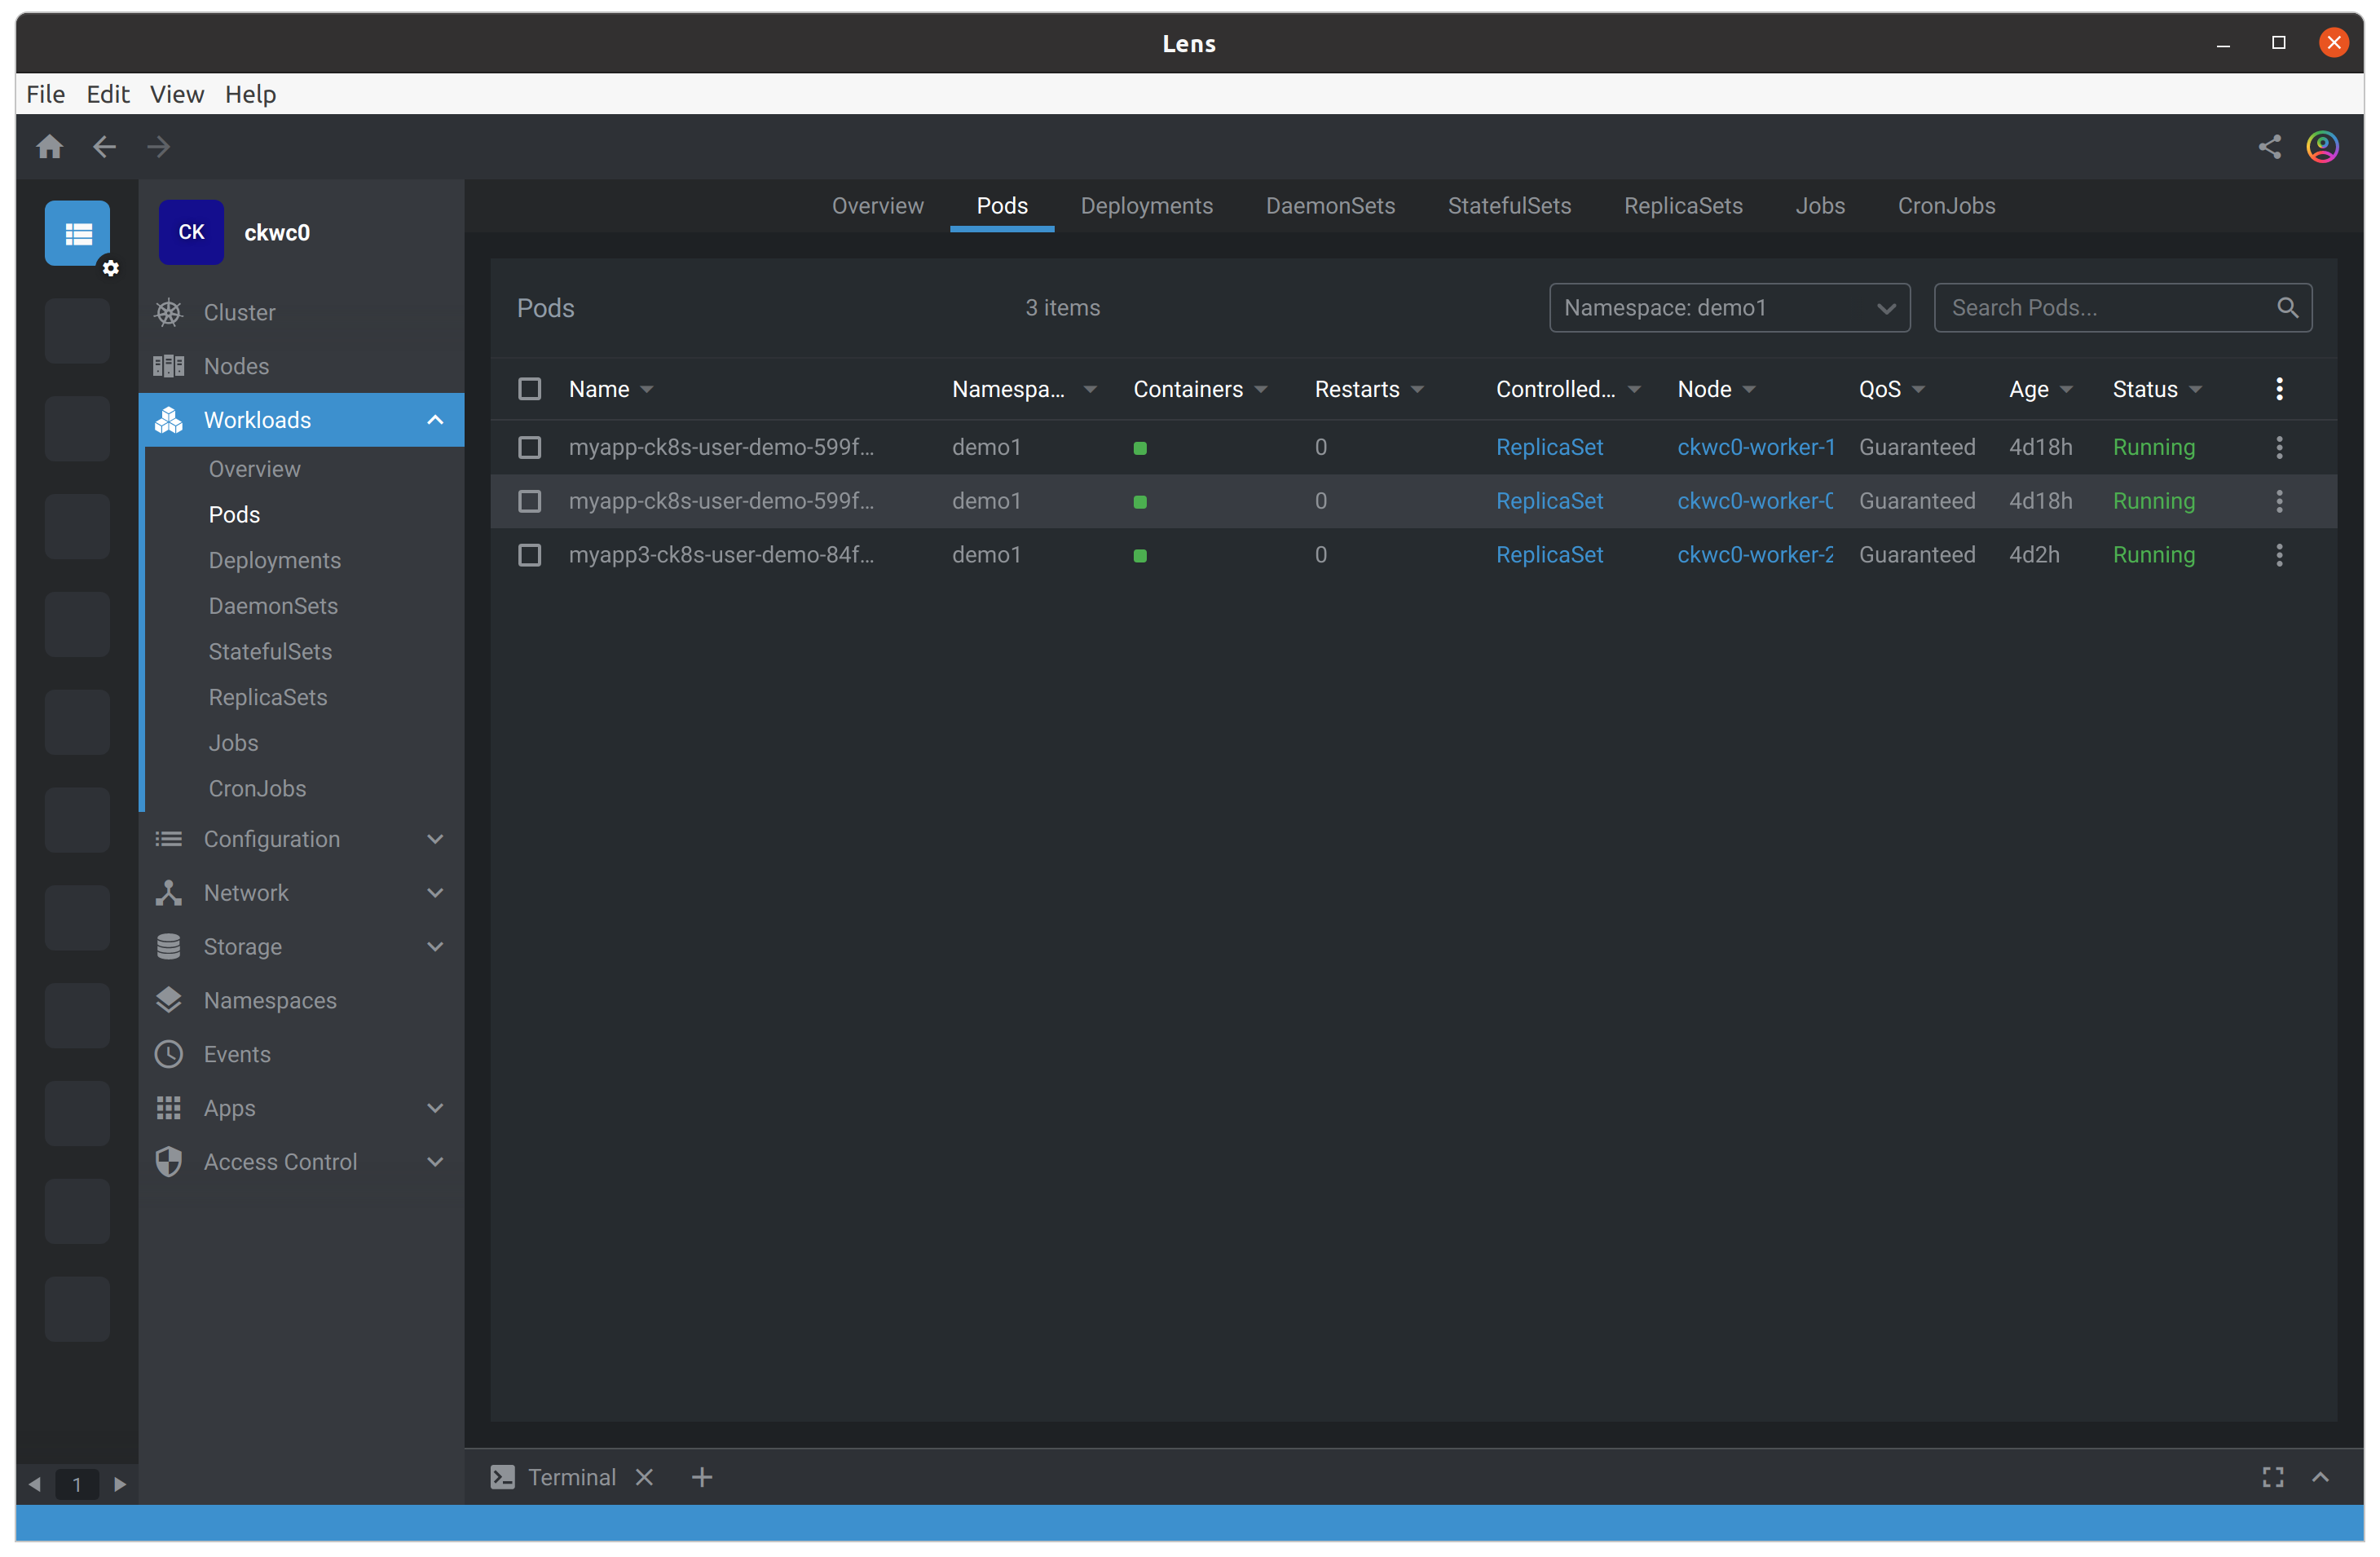 Lens
File Edit View Help
CK ckwc0
Cluster
Nodes
Workloads
Overview
Pods
Deployments
DaemonSets
StatefulSets
ReplicaSets
Jobs
CronJobs
Configuration
Network
Storage
Namespaces
Events
Apps
Access Control
1
Overview Pods Deployments DaemonSets StatefulSets ReplicaSets Jobs CronJobs
Pods 3 items Namespace: demo1 Search Pods...
Name Namespa... Containers Restarts Controlled... Node QoS Age Status
myapp-ck8s-user-demo-599f... demo1 0 ReplicaSet ckwc0-worker-1 Guaranteed 4d18h Running
myapp-ck8s-user-demo-599f... demo1 0 ReplicaSet ckwc0-worker-0 Guaranteed 4d18h Running
myapp3-ck8s-user-demo-84f... demo1 0 ReplicaSet ckwc0-worker-2 Guaranteed 4d2h Running
Terminal